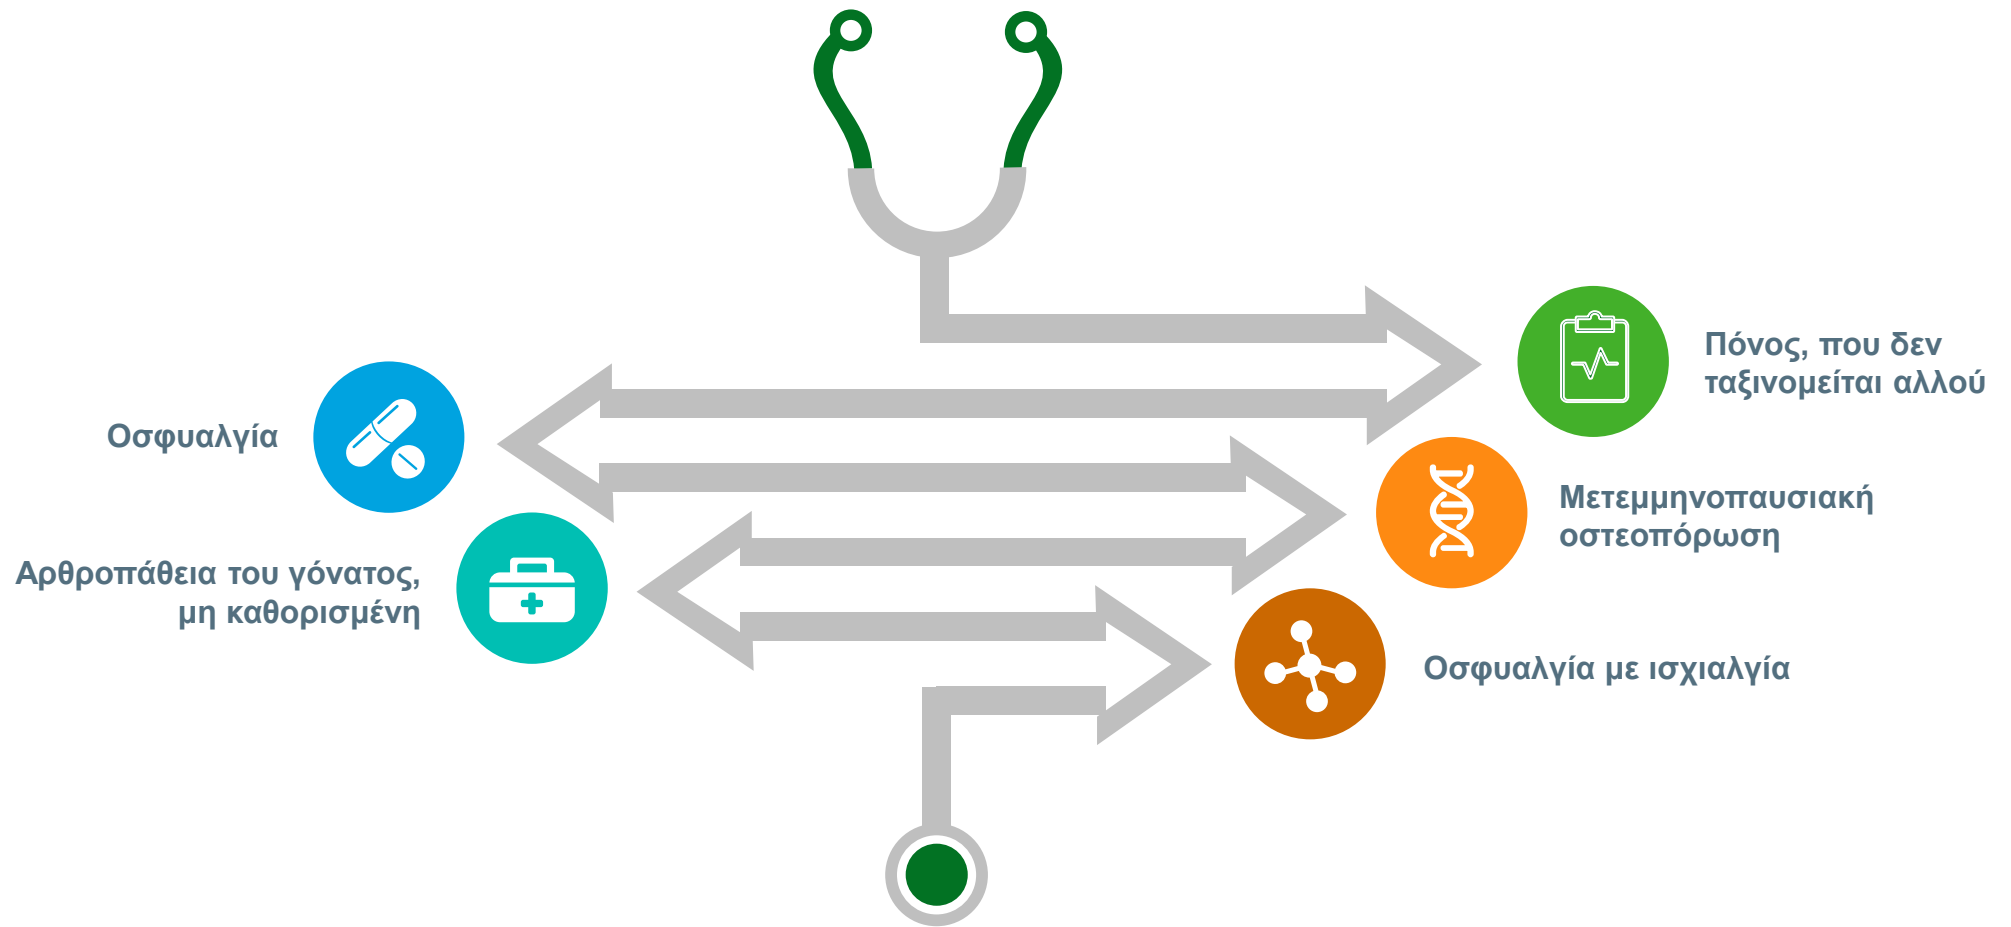 Πόνος, που δεν
ταξινομείται αλλού
Οσφυαλγία
Μετεμμηνοπαυσιακή
οστεοπόρωση
Αρθροπάθεια του γόνατος,
μη καθορισμένη
Οσφυαλγία με ισχιαλγία